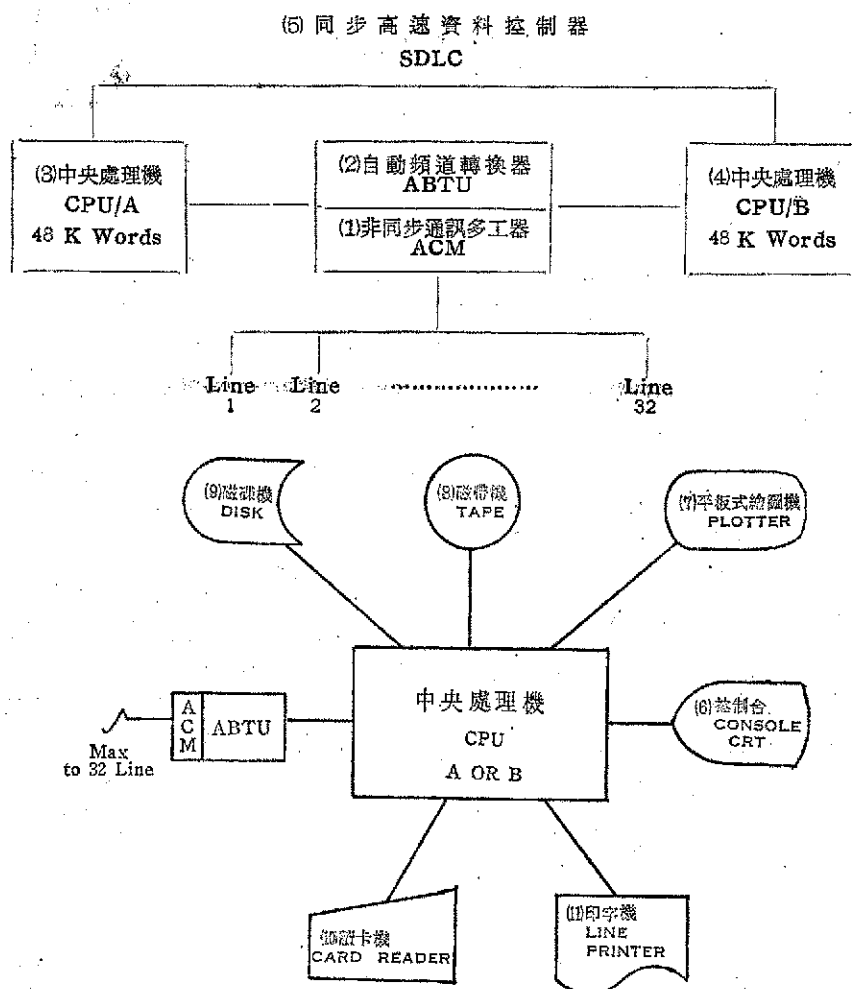 (5)同步高速資料控制器
SDLC
(3)中央處理機
CPU/A
48 K Words
(2)自動頻道轉換器
ABTU
(1)非同步通訊多工器
ACM
(4)中央處理機
CPU/B
48 K Words
Line
1
Line
2
Line
32
(9)磁碟機
DISK
(8)磁帶機
TAPE
(7)平板式繪圖機
PLOTTER
ACM
ABTU
Max
to 32 Line
中央處理機
CPU
A OR B
(6)控制台
CONSOLE
CRT
(10)讀卡機
CARD READER
(11)印字機
LINE
PRINTER